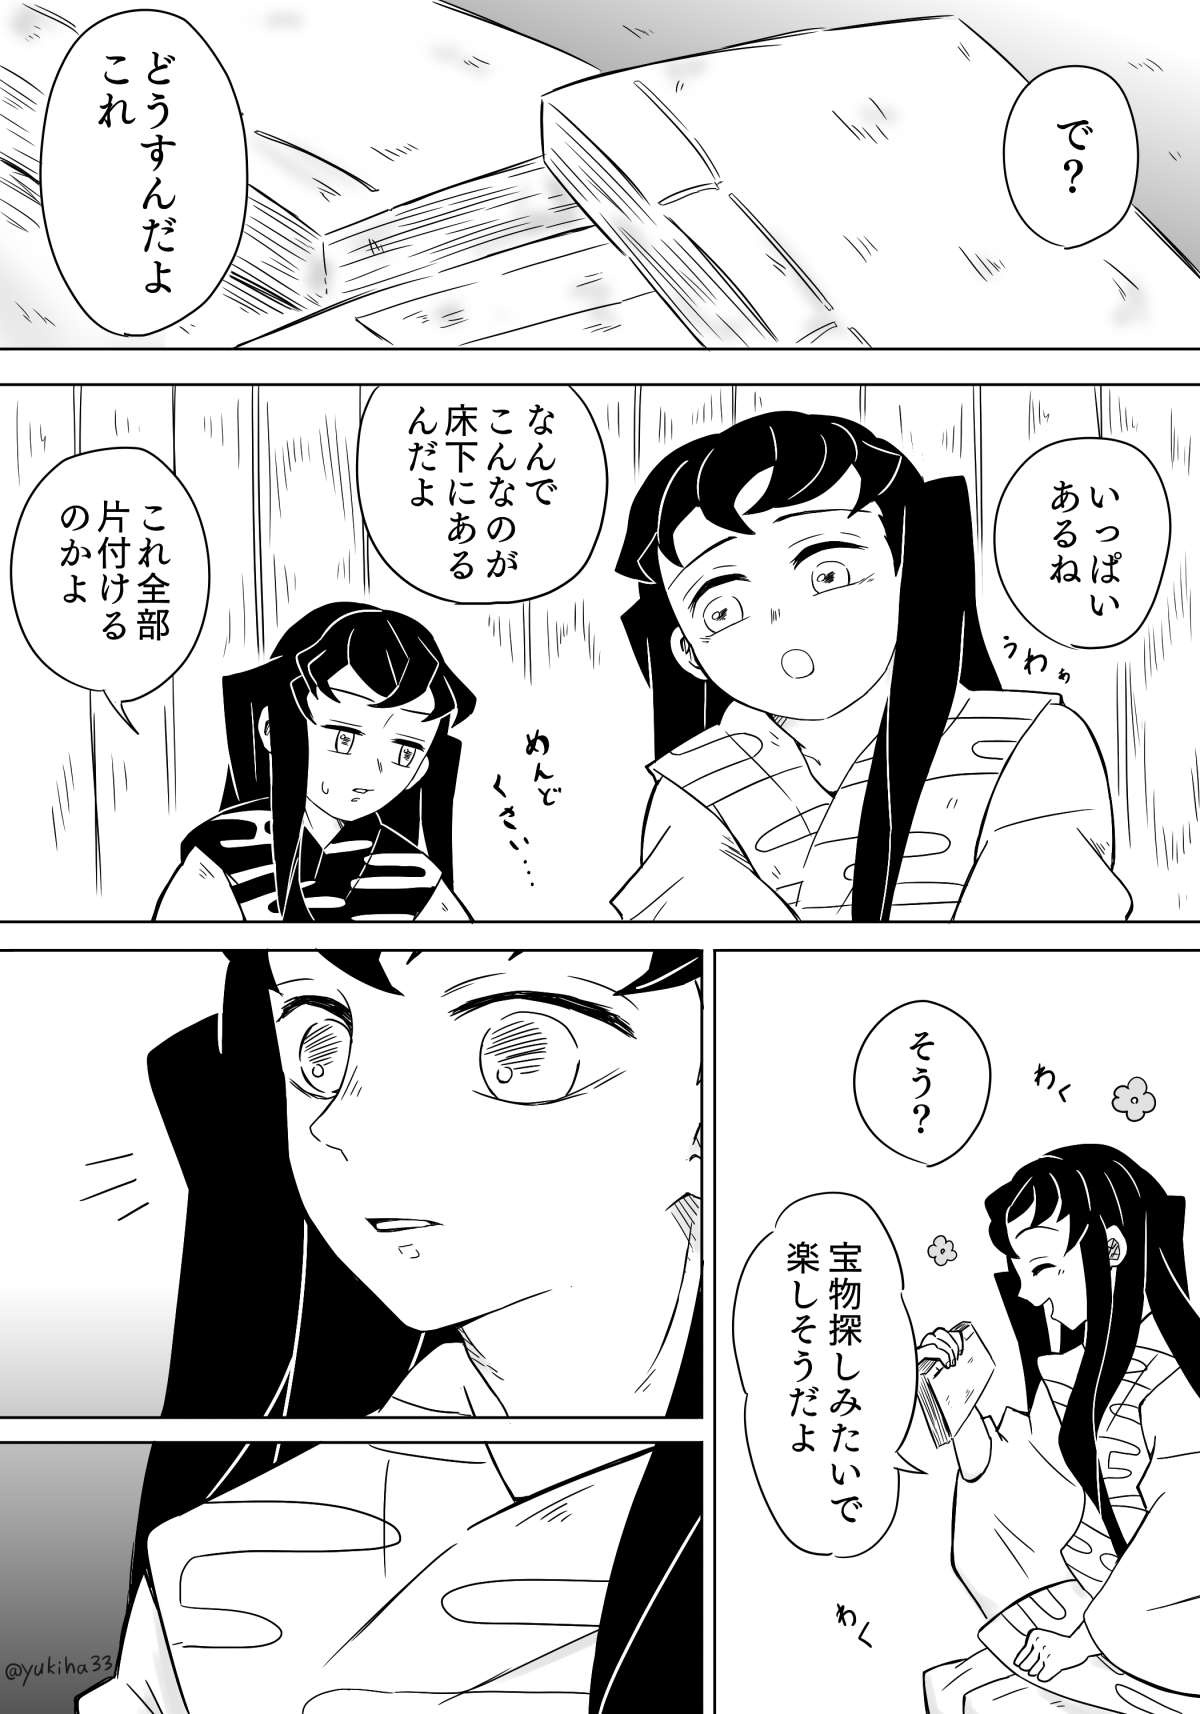 で？
どうすんだよ
これ
いっぱい
あるね
うわぁ
なんで
こんなのが
床下にある
んだよ
めんど
くさい….
これ全部
片付ける
のかよ
そう？
わく
宝物探しみたいで
楽しそうだよ
わく
@yukiha33